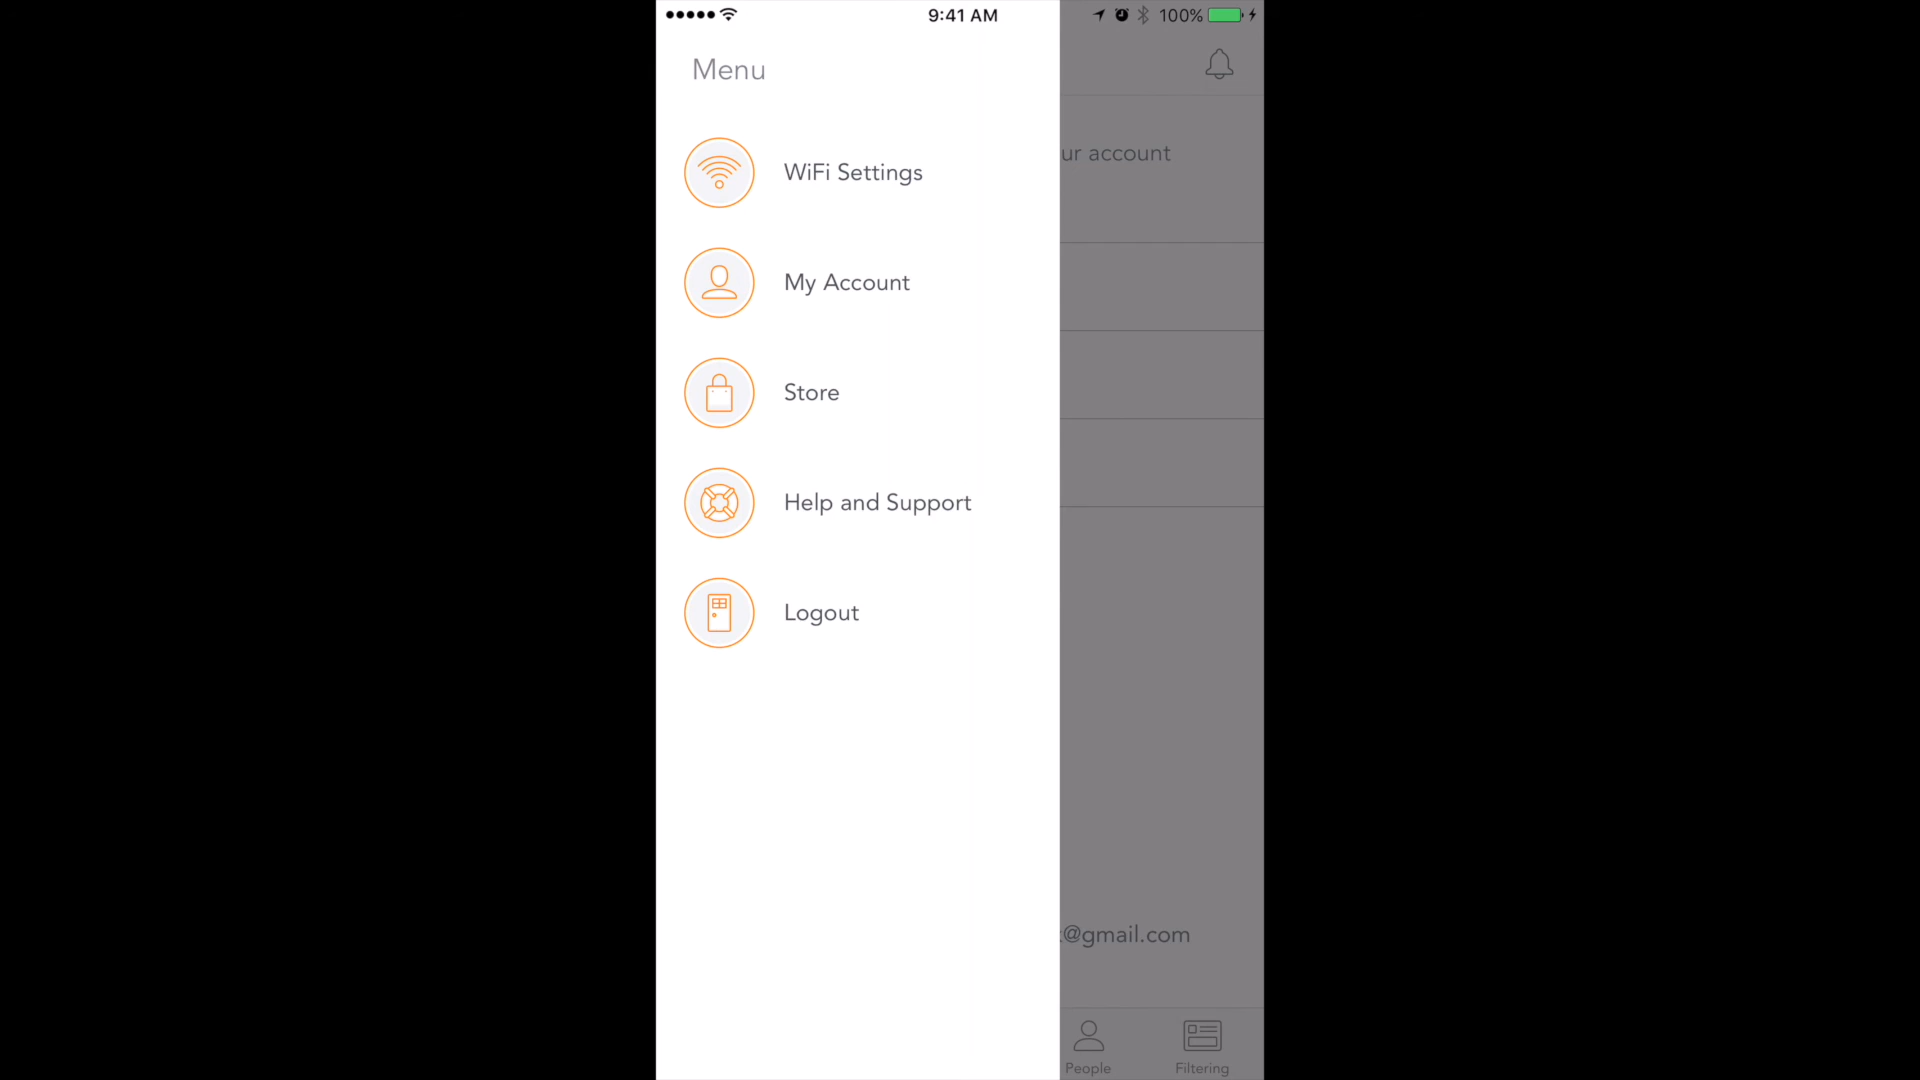 9:41 AM
100%
Menu
ur account
WiFi Settings
My Account
Store
Help and Support
Logout
@gmail.com
People
Filtering